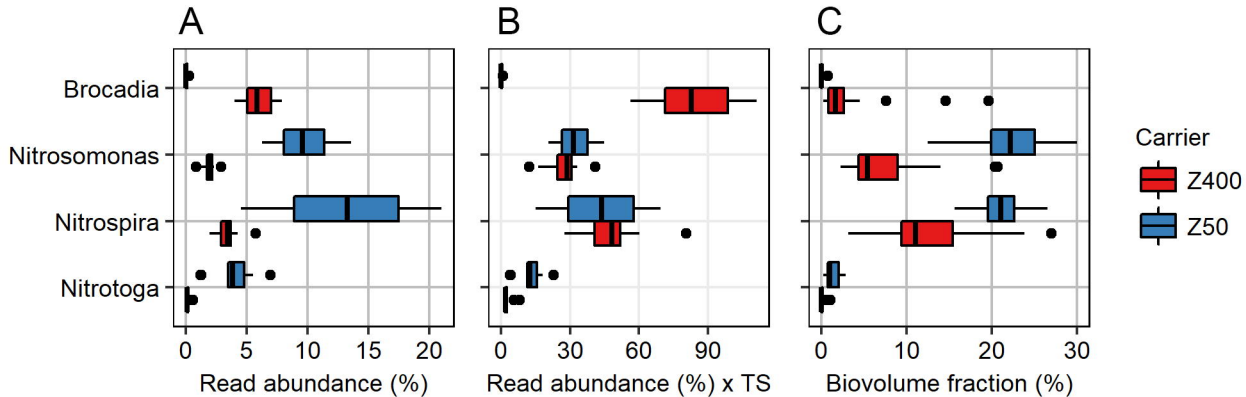 A B C
Brocadia
Nitrosomonas
Nitrospira
Nitrotoga
0 5 10 15 20
0 30 60 90
0 10 20 30
Read abundance (%)
Read abundance (%) x TS
Biovolume fraction (%)
Carrier
Z400
Z50